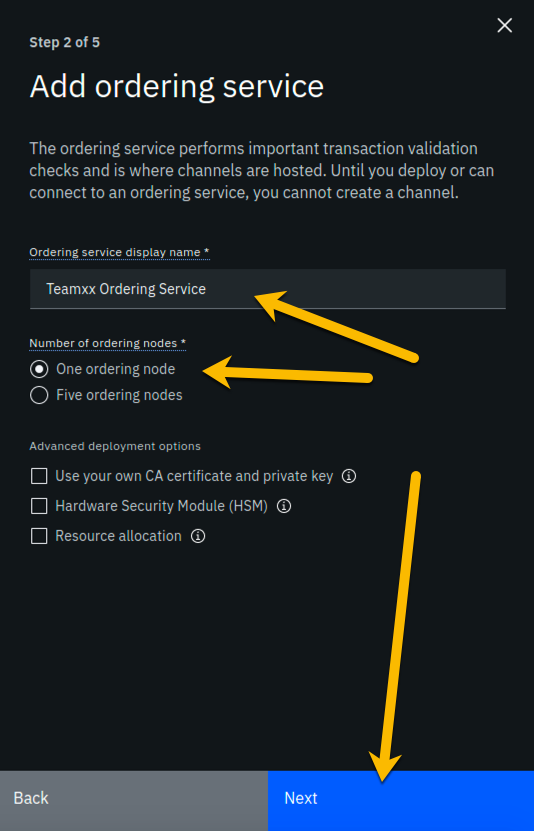 Step 2 of 5
Add ordering service
The ordering service performs important transaction validation
checks and is where channels are hosted. Until you deploy or can
connect to an ordering service, you cannot create a channel.
Ordering service display name *
Teamxx Ordering Service
Number of ordering nodes *
One ordering node
Five ordering nodes
Advanced deployment options
Use your own CA certificate and private key
Hardware Security Module (HSM)
Resource allocation
Back
Next